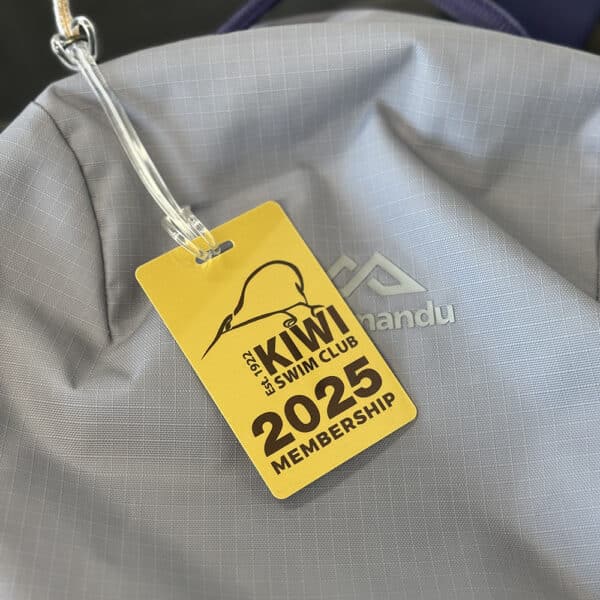 Est. 1922
KIWI
SWIM CLUB
2025
MEMBERSHIP